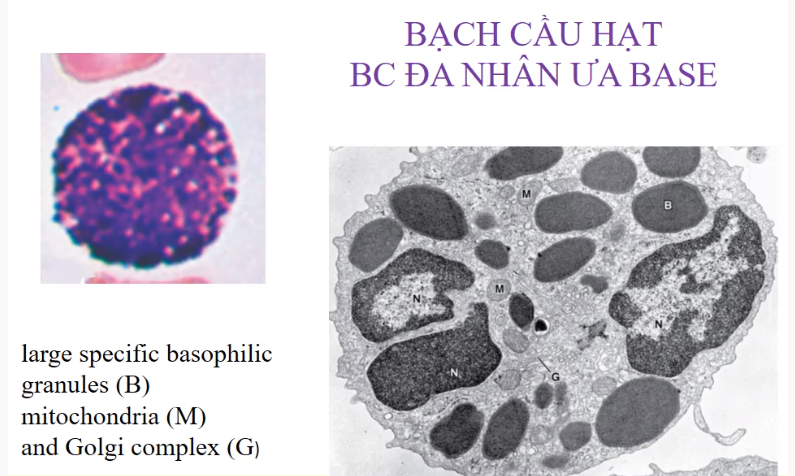 BẠCH CẦU HẠT
BC ĐA NHÂN ƯA BASE
M
B
N
M
N
N
G
large specific basophilic
granules (B)
mitochondria (M)
and Golgi complex (G)